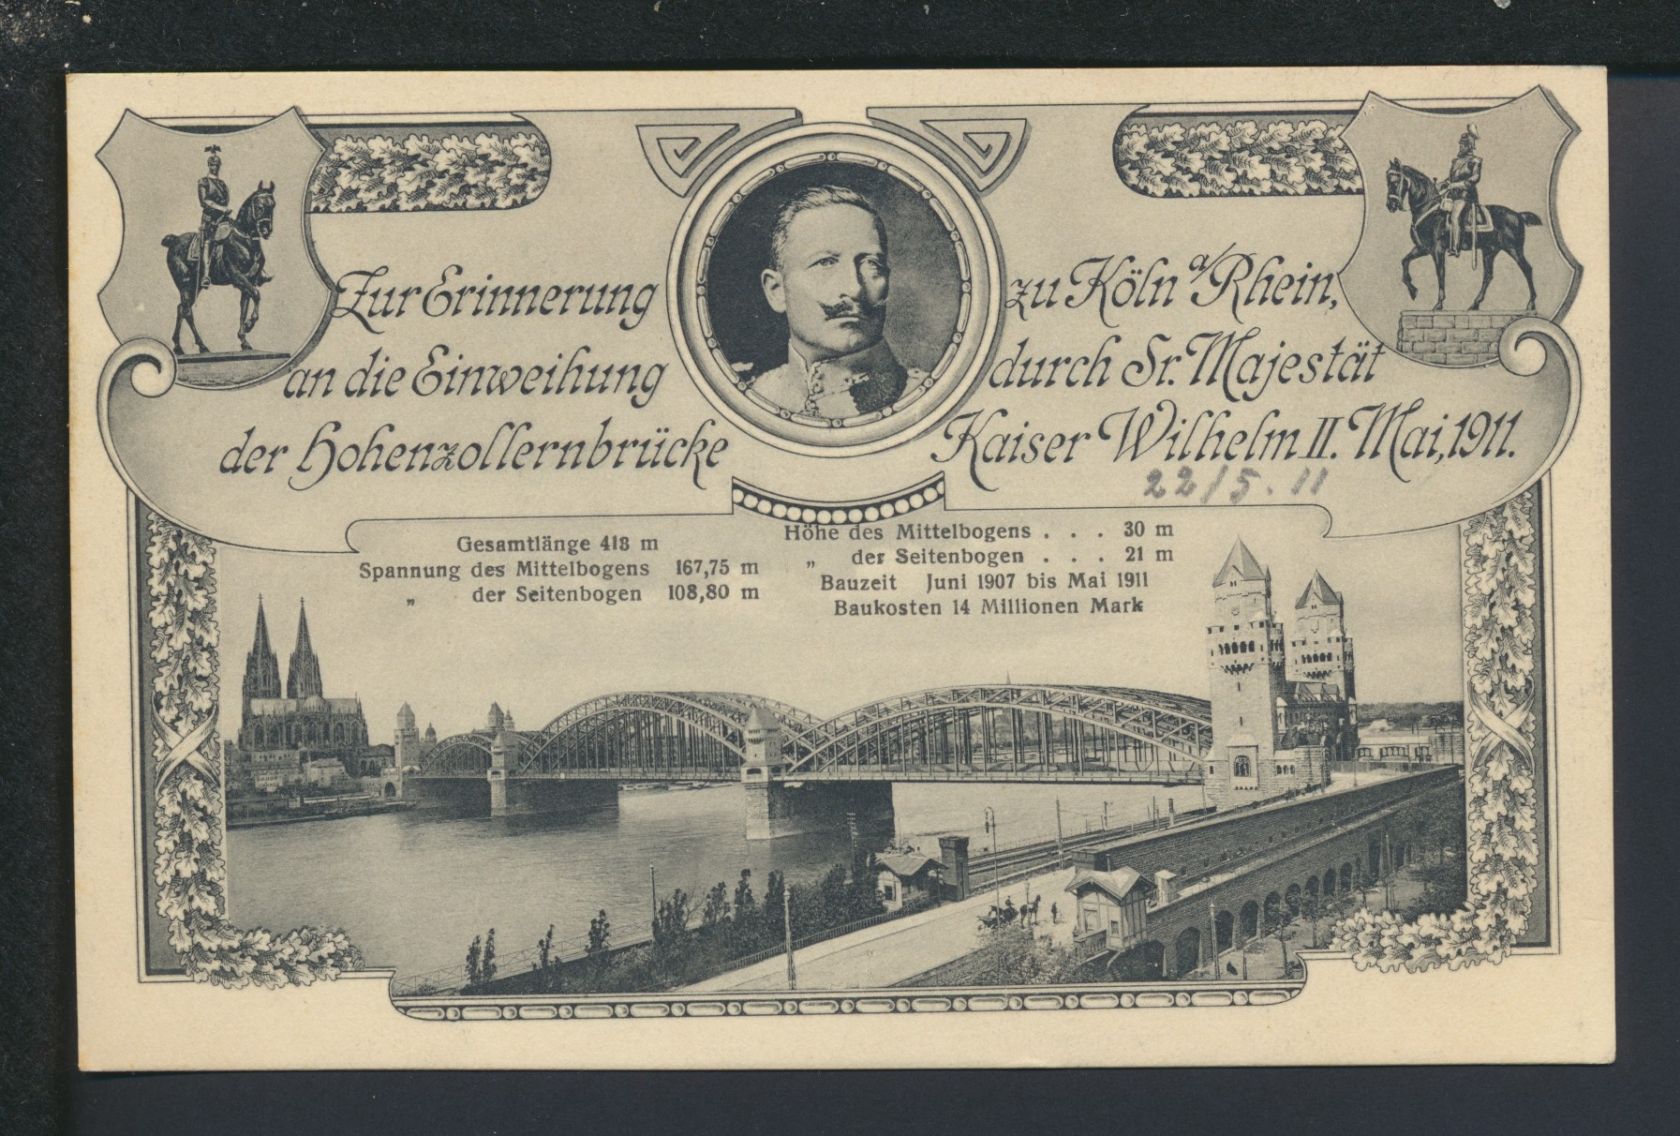 Zur Erinnerung
an die Einweihung
der Hohenzollernbrücke
zu Köln a/Rhein,
durch Sr. Majestät
Kaiser Wilhelm II. Mai, 1911.
22/5. 11
Gesamtlänge 418 m
Spannung des Mittelbogens 167,75 m
„ der Seitenbogen 108,80 m
Höhe des Mittelbogens . . . 30 m
„ der Seitenbogen . . . 21 m
Bauzeit Juni 1907 bis Mai 1911
Baukosten 14 Millionen Mark